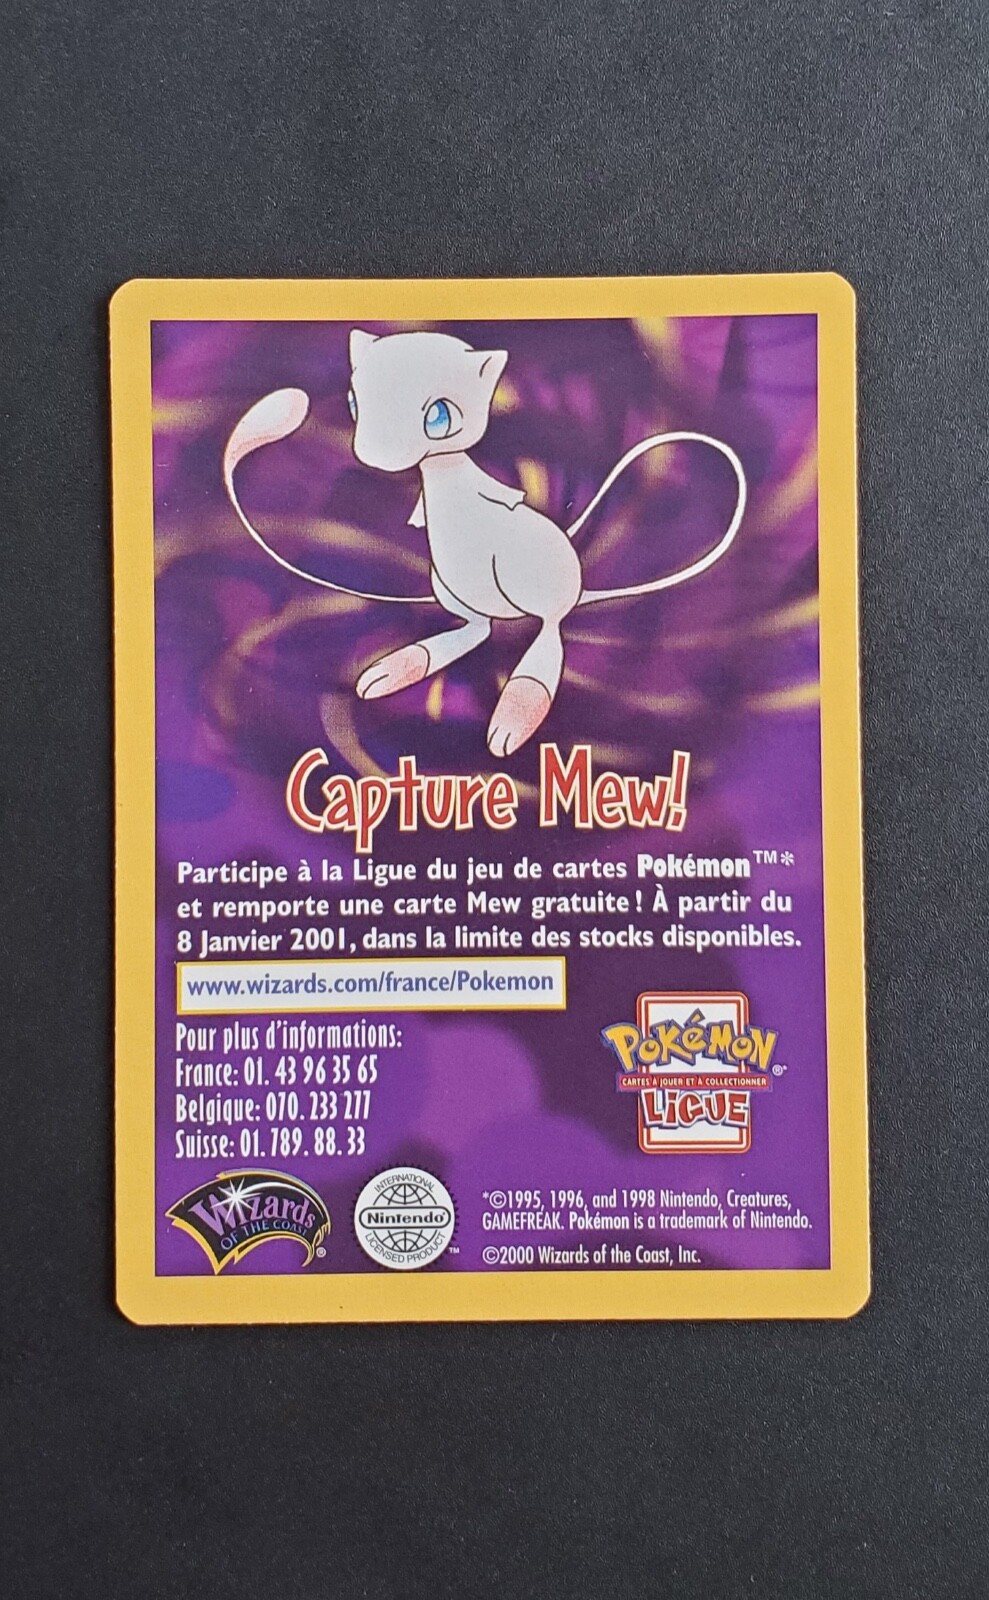 Capture Mew!
Participe à la Ligue du jeu de cartes Pokémon™*
et remporte une carte Mew gratuite ! À partir du
8 Janvier 2001, dans la limite des stocks disponibles.
www.wizards.com/france/Pokemon
Pour plus d'informations:
France: 01. 43 96 35 65
Belgique: 070. 233 277
Suisse: 01. 789. 88. 33
POKÉMON ®*
CARTES À JOUER ET À COLLECTIONNER
LIGUE
Wizards
OF THE COAST ®
INTERNATIONAL
Nintendo®
LICENSED PRODUCT ™
*©1995, 1996, and 1998 Nintendo, Creatures,
GAMEFREAK. Pokémon is a trademark of Nintendo.
©2000 Wizards of the Coast, Inc.